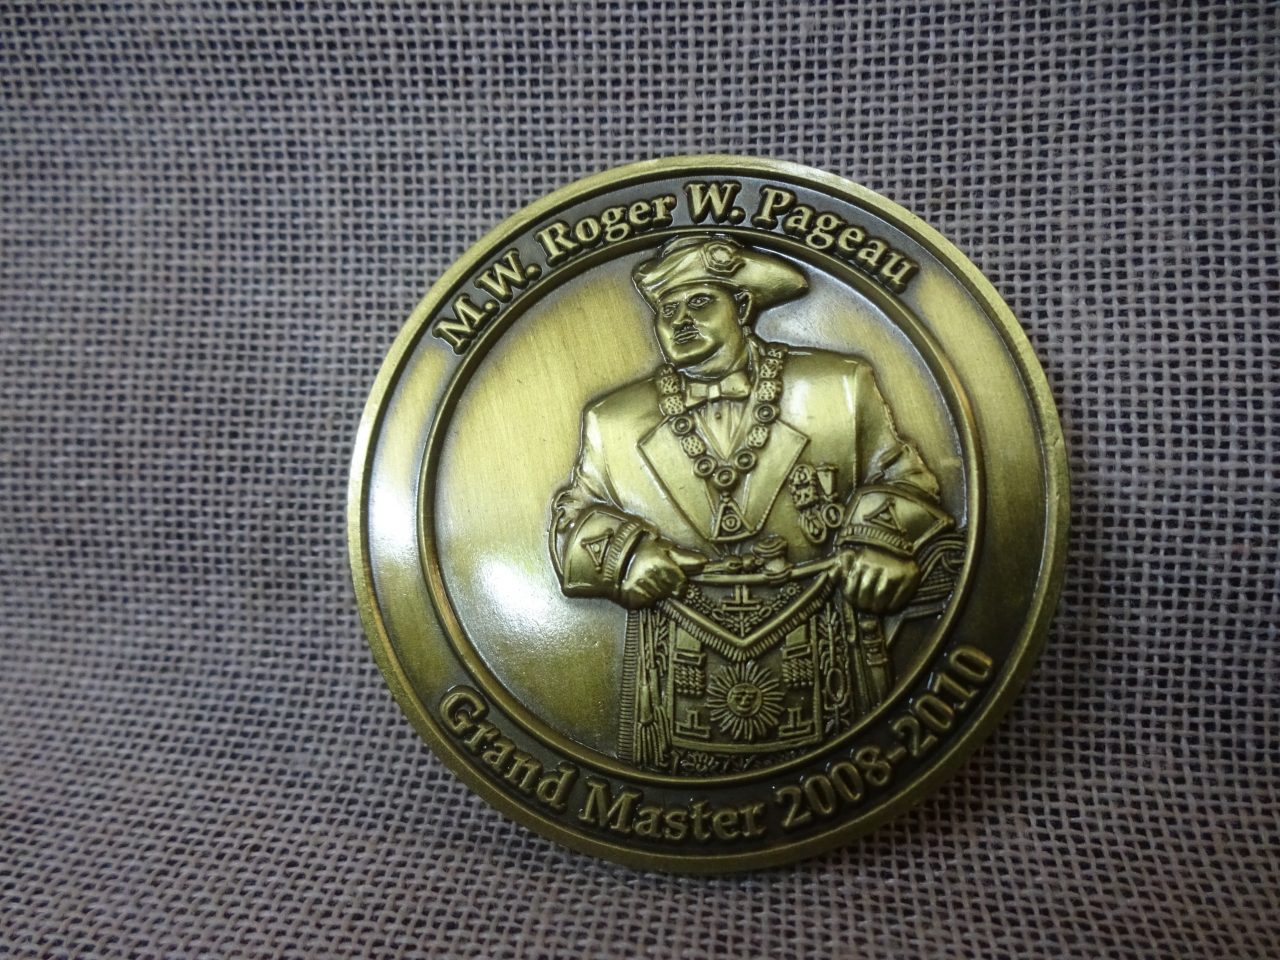 M.W. Roger W. Pageau
Grand Master 2008-2010